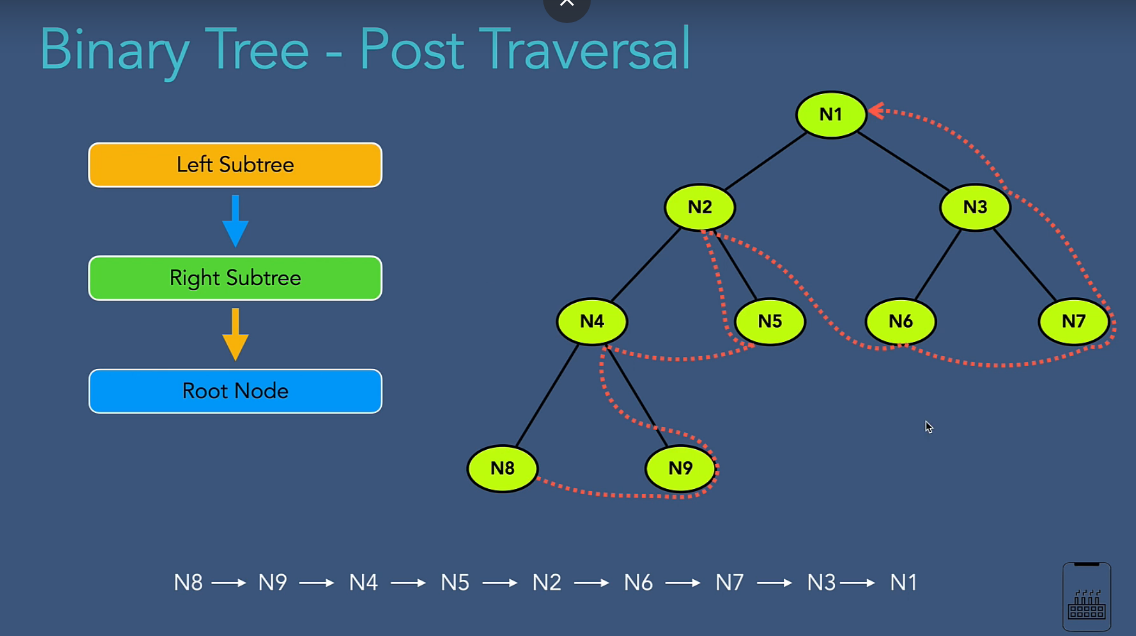 Binary Tree - Post Traversal
Left Subtree
Right Subtree
Root Node
N1
N2
N3
N4
N5
N6
N7
N8
N9
N8 → N9 → N4 → N5 → N2 → N6 → N7 → N3 → N1